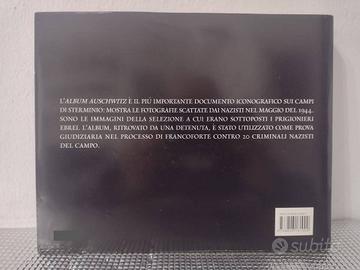 L'ALBUM AUSCHWITZ È IL PIÙ IMPORTANTE DOCUMENTO ICONOGRAFICO SUI CAMPI
DI STERMINIO: MOSTRA LE FOTOGRAFIE SCATTATE DAI NAZISTI NEL MAGGIO DEL 1944.
SONO LE IMMAGINI DELLA SELEZIONE A CUI ERANO SOTTOPOSTI I PRIGIONIERI
EBREI. L'ALBUM, RITROVATO DA UNA DETENUTA, È STATO UTILIZZATO COME PROVA
GIUDIZIARIA NEL PROCESSO DI FRANCOFORTE CONTRO 20 CRIMINALI NAZISTI
DEL CAMPO.
subito